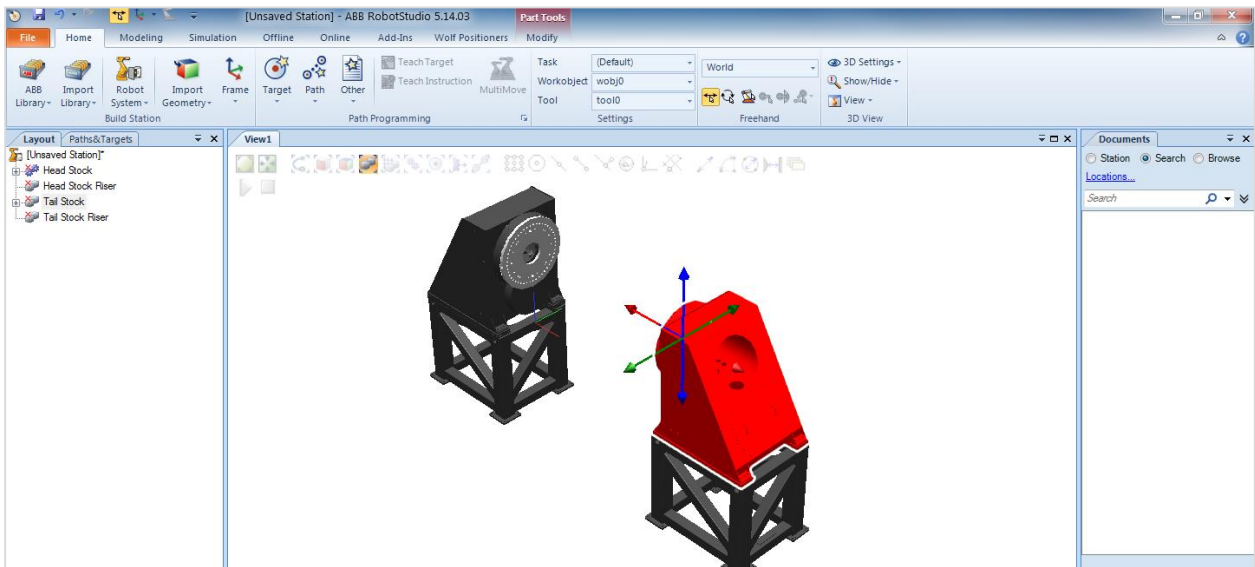 [Unsaved Station] - ABB RobotStudio 5.14.03
Part Tools
File Home Modeling Simulation Offline Online Add-Ins Wolf Positioners Modify
ABB Library
Import Library
Robot System
Import Geometry
Frame
Build Station
Target
Path
Other
Teach Target
Teach Instruction
MultiMove
Path Programming
Task (Default)
Workobject wobj0
Tool tool0
Settings
World
Freehand
3D Settings
Show/Hide
View
3D View
Layout Paths&Targets
[Unsaved Station]*
Head Stock
Head Stock Riser
Tail Stock
Tail Stock Riser
View1
Documents
Station Search Browse
Locations...
Search